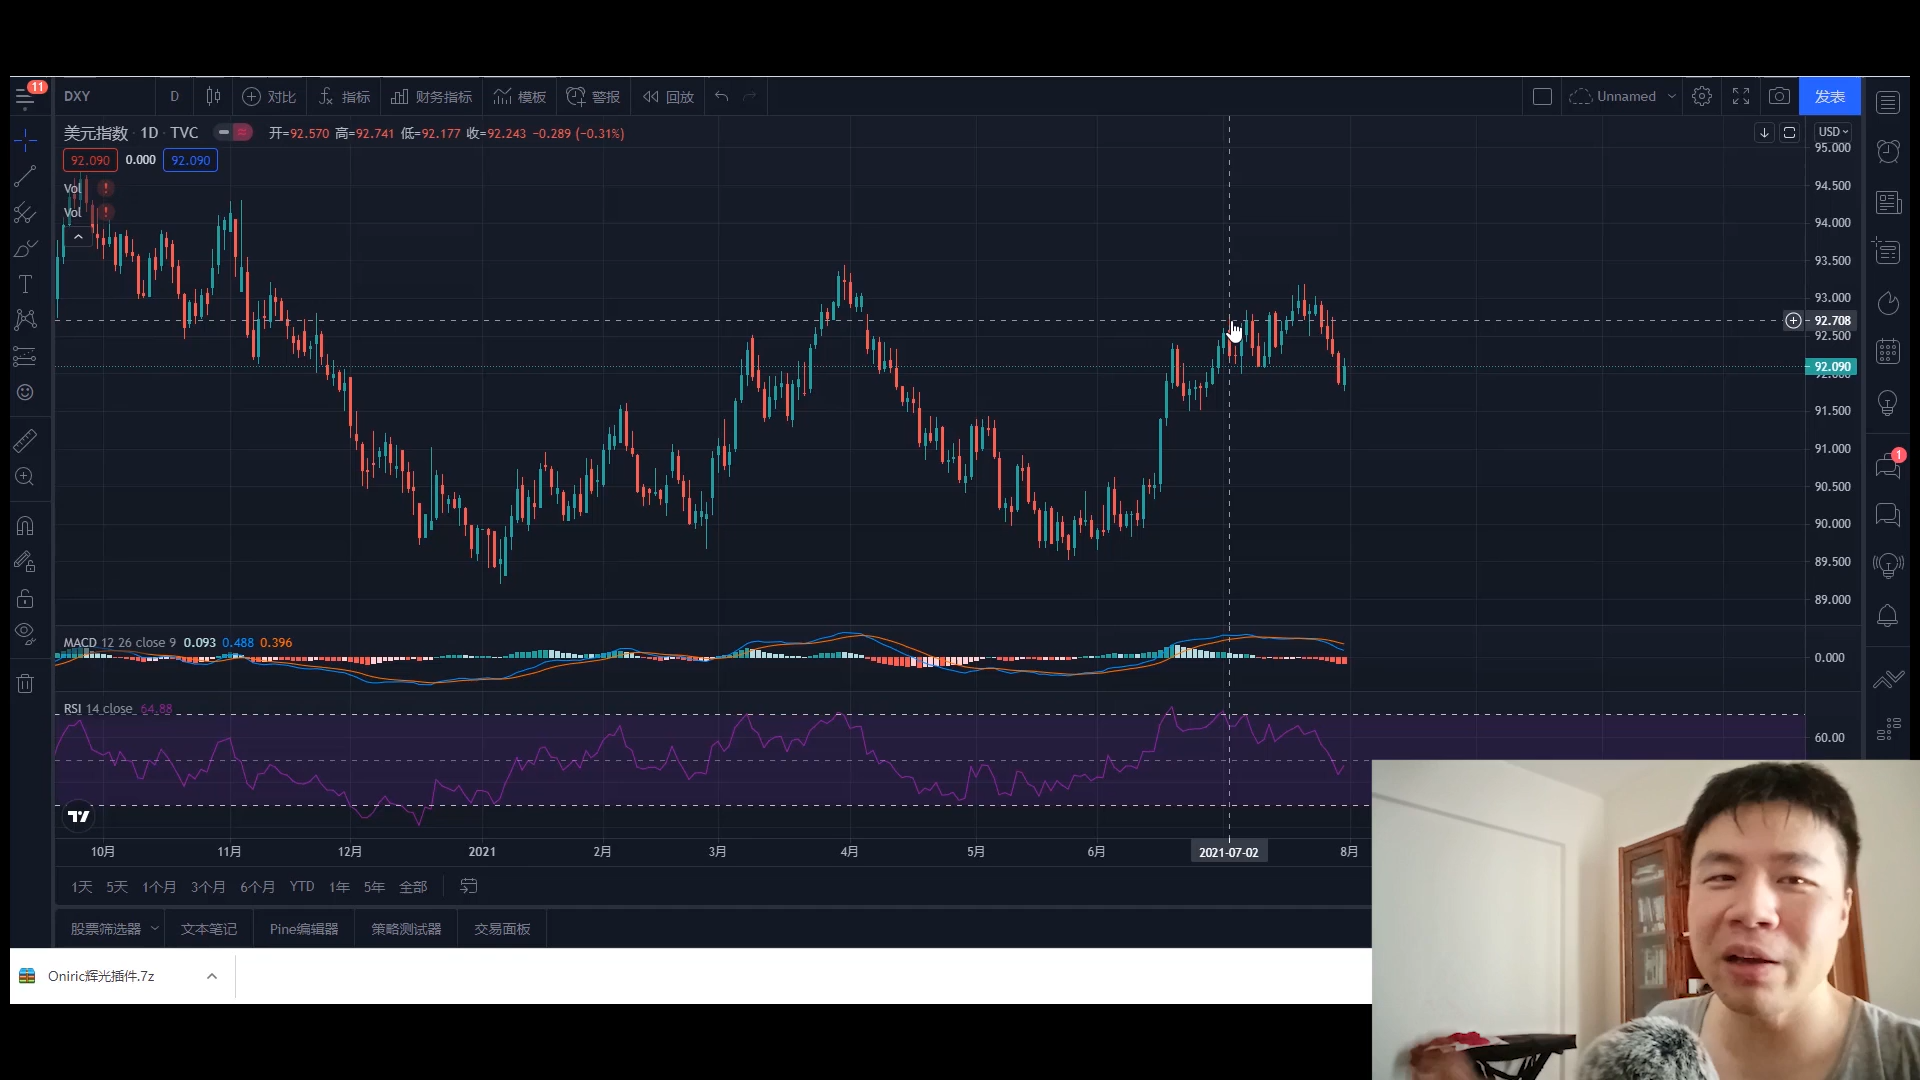 11
DXY D 对比 指标 财务指标 模板 警报 回放 Unnamed 发表
美元指数 · 1D · TVC 开=92.570 高=92.741 低=92.177 收=92.243 −0.289 (−0.31%)
USD
92.090 0.000 92.090
Vol !
Vol !
95.000
94.500
94.000
93.500
93.000
92.708
92.500
92.090
92.000
91.500
91.000
90.500
90.000
89.500
89.000
1
MACD 12 26 close 9 0.093 0.488 0.396
0.000
RSI 14 close 64.88
60.00
10月 11月 12月 2021 2月 3月 4月 5月 6月 2021-07-02 8月
1天 5天 1个月 3个月 6个月 YTD 1年 5年 全部
股票筛选器 文本笔记 Pine编辑器 策略测试器 交易面板
Oniric辉光插件.7z